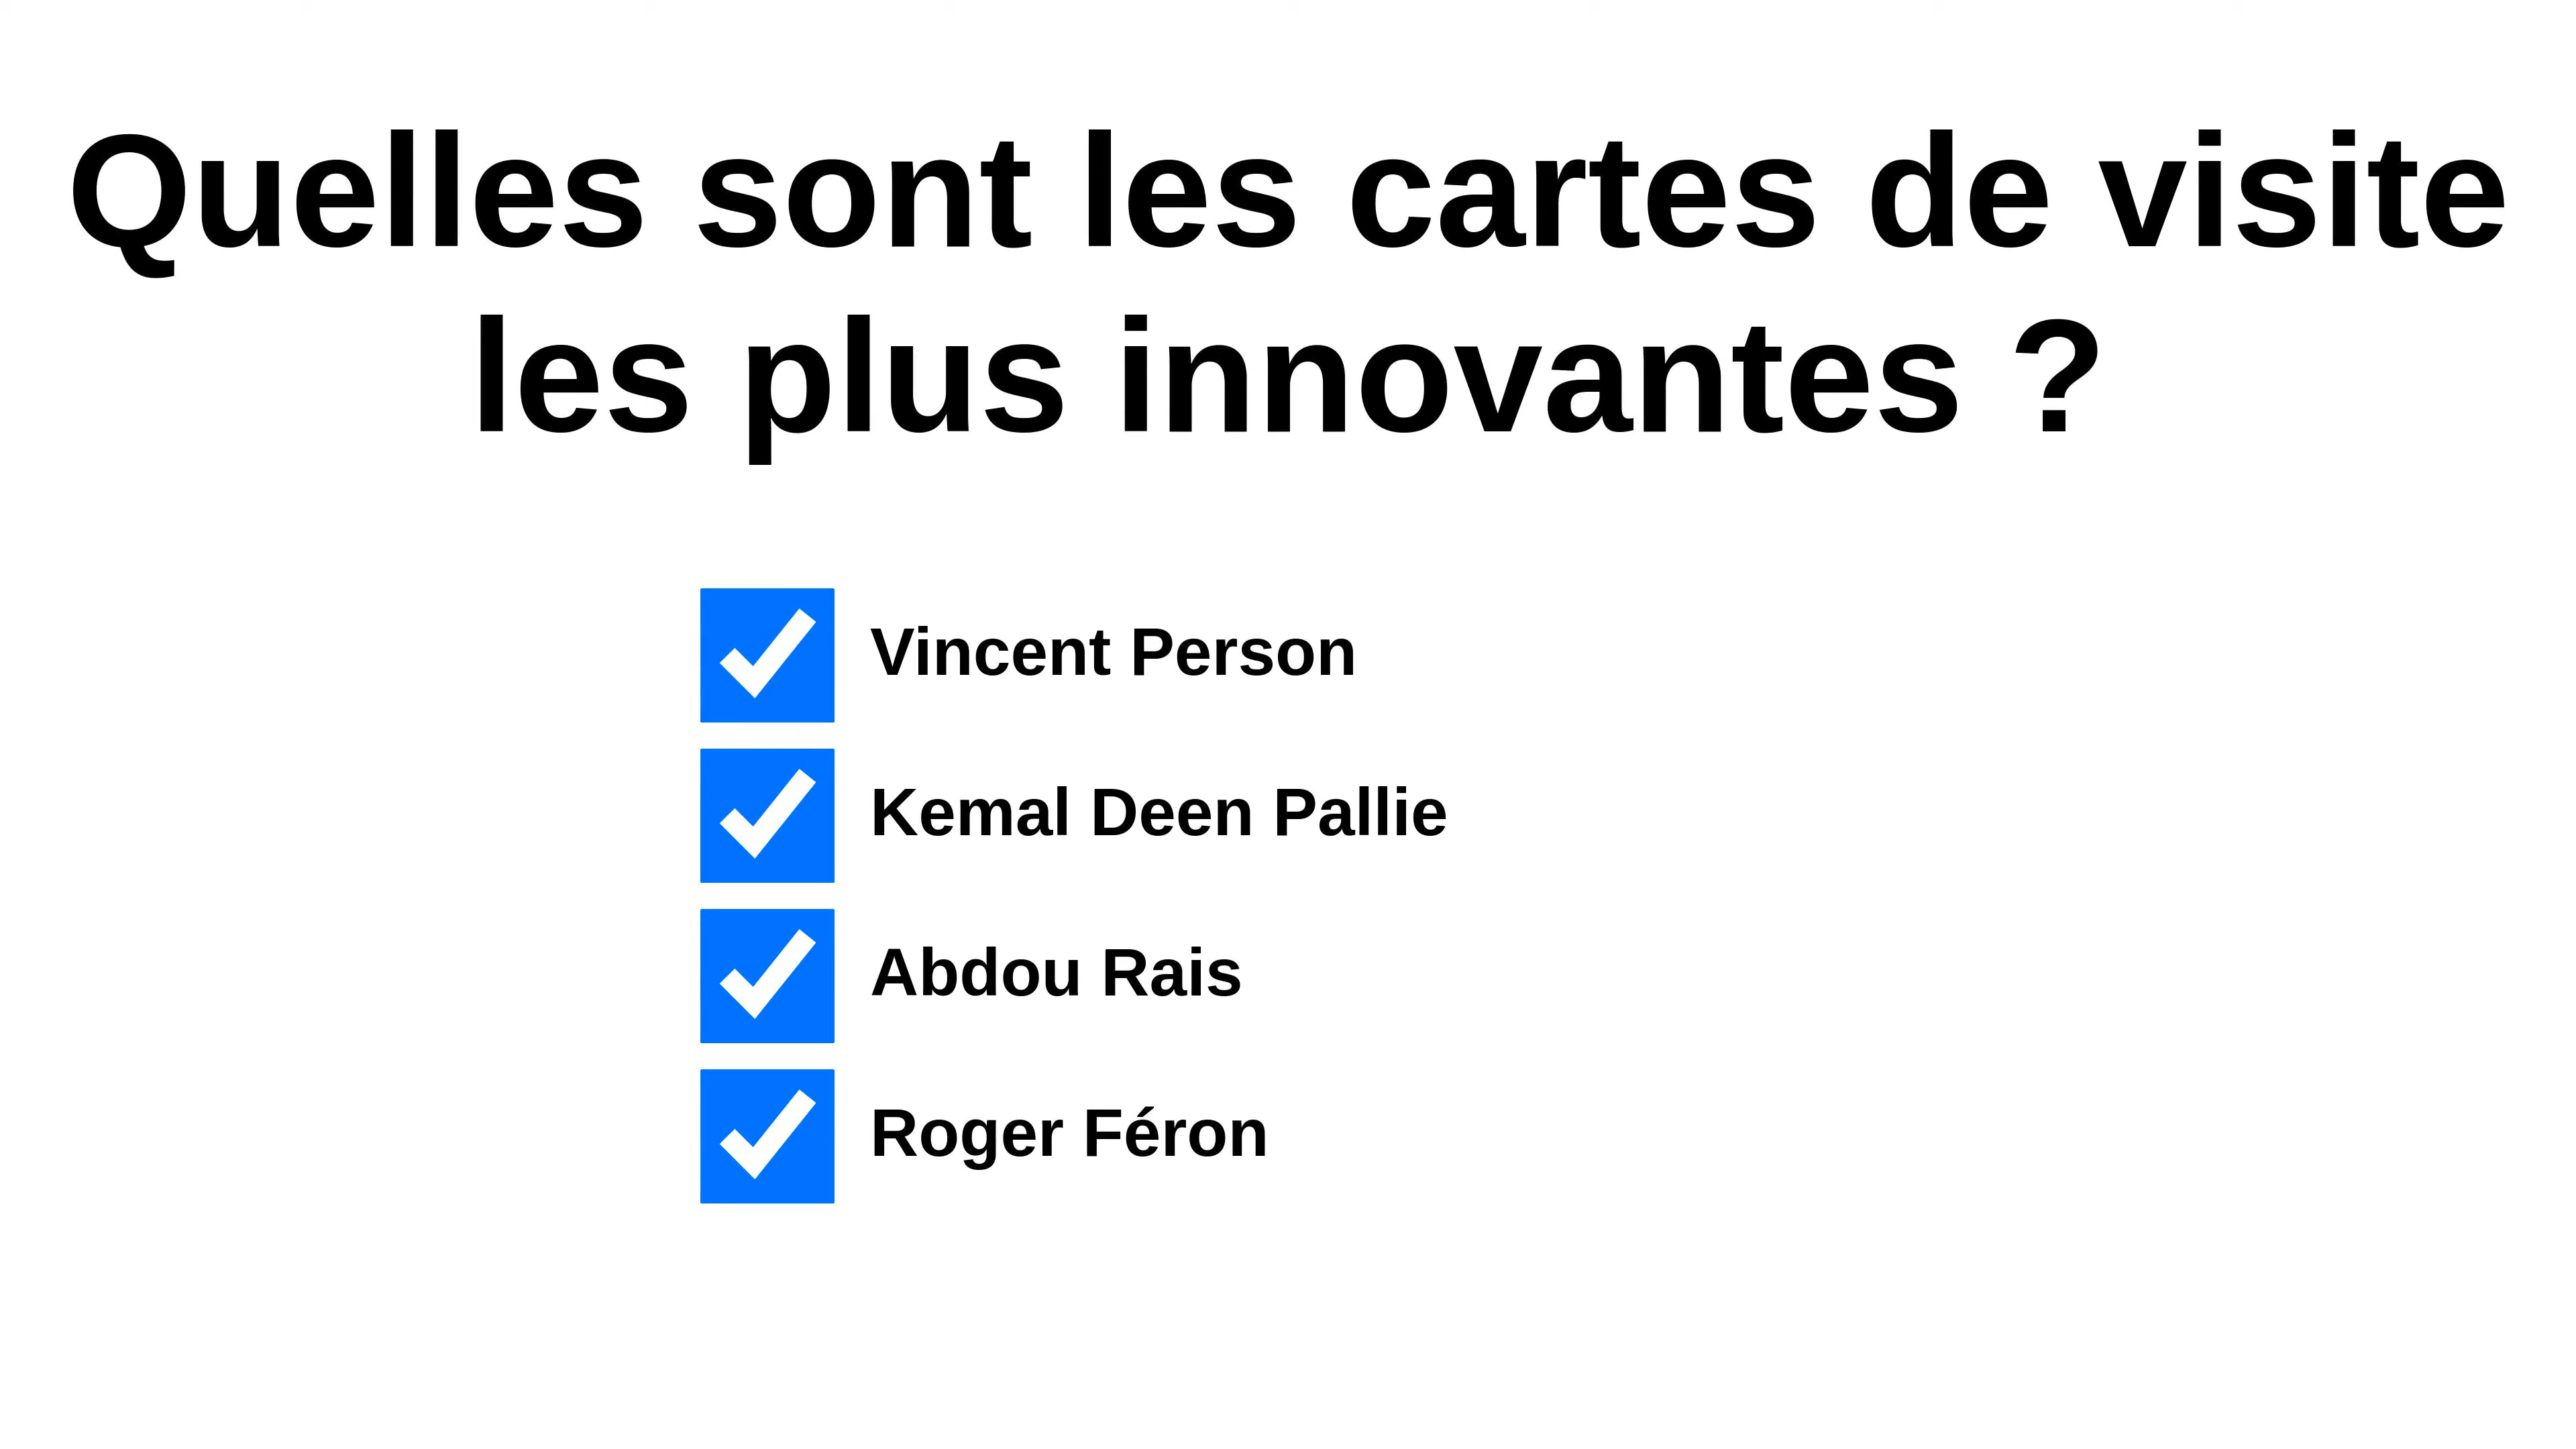 Quelles sont les cartes de visite
les plus innovantes ?
Vincent Person
Kemal Deen Pallie
Abdou Rais
Roger Féron